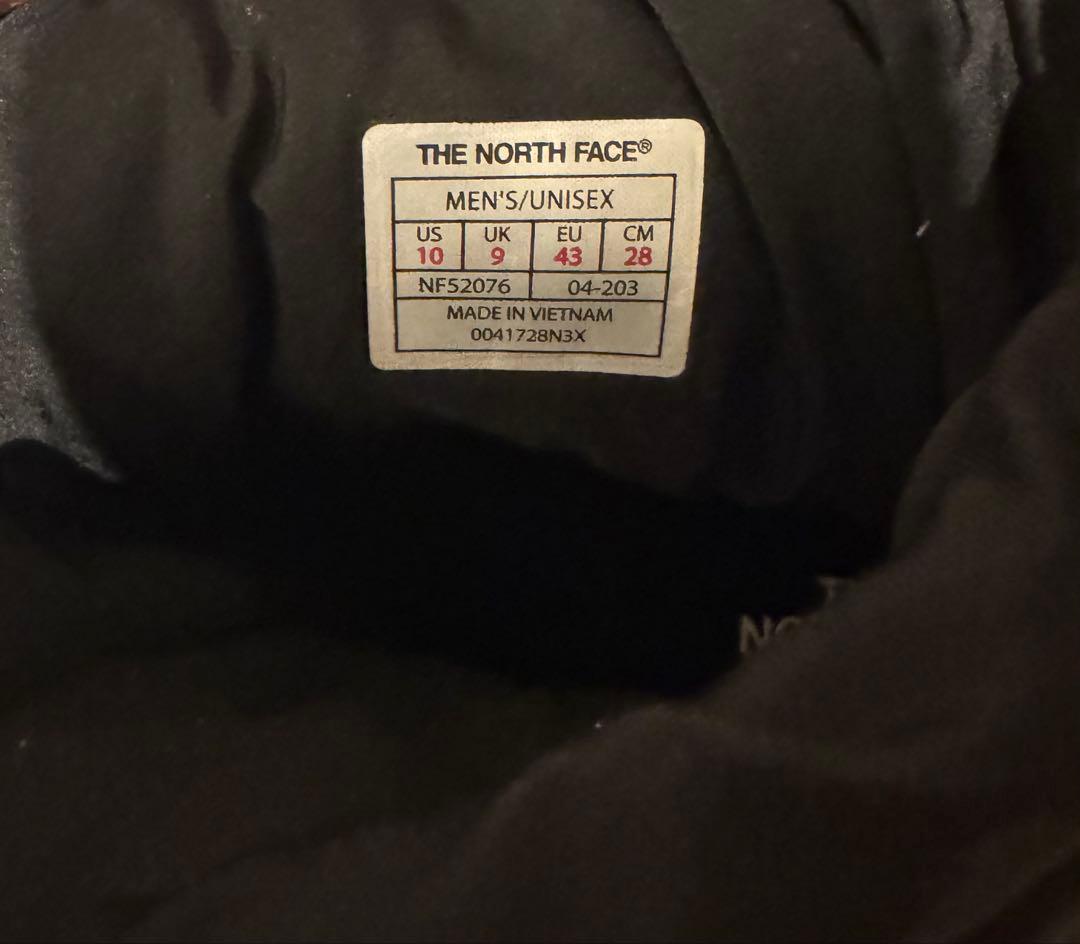 THE NORTH FACE®
MEN'S/UNISEX
US UK EU CM
10 9 43 28
NF52076 04-203
MADE IN VIETNAM
0041728N3X